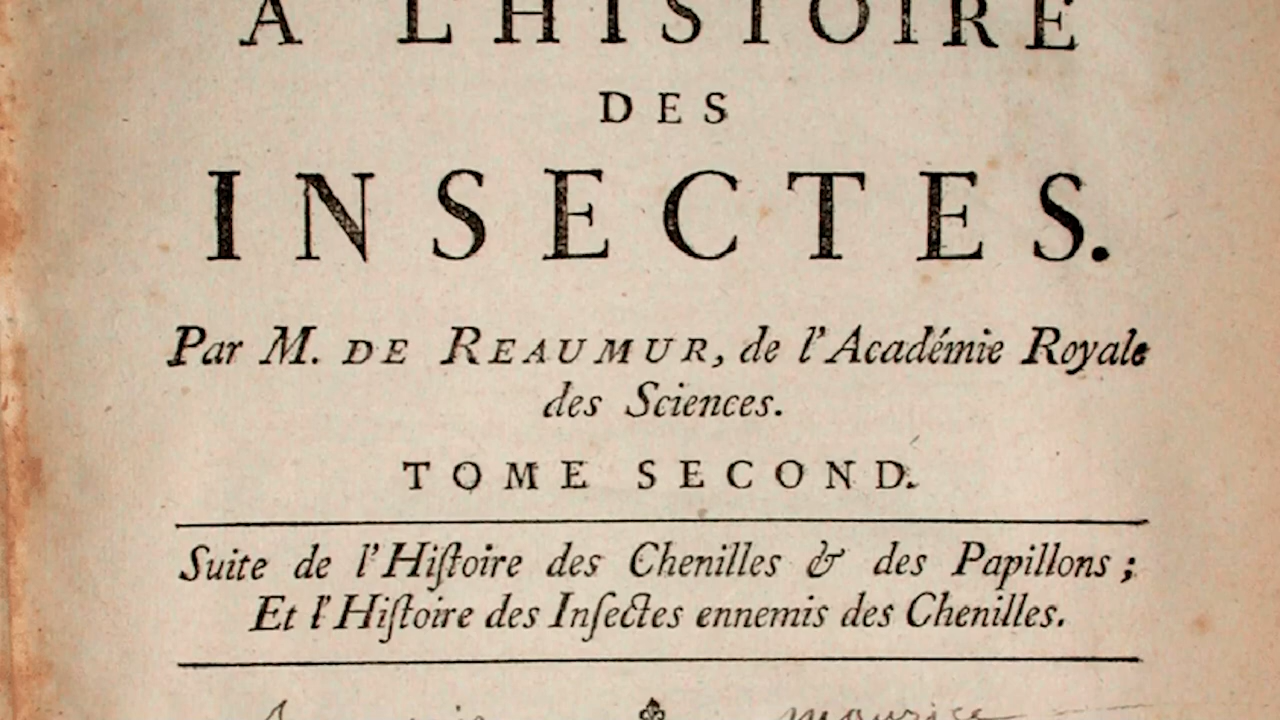 A L'HISTOIRE
DES
INSECTES.
Par M. DE REAUMUR, de l'Académie Royale
des Sciences.
TOME SECOND.
Suite de l'Hiſtoire des Chenilles & des Papillons ;
Et l'Hiſtoire des Inſectes ennemis des Chenilles.
maurice